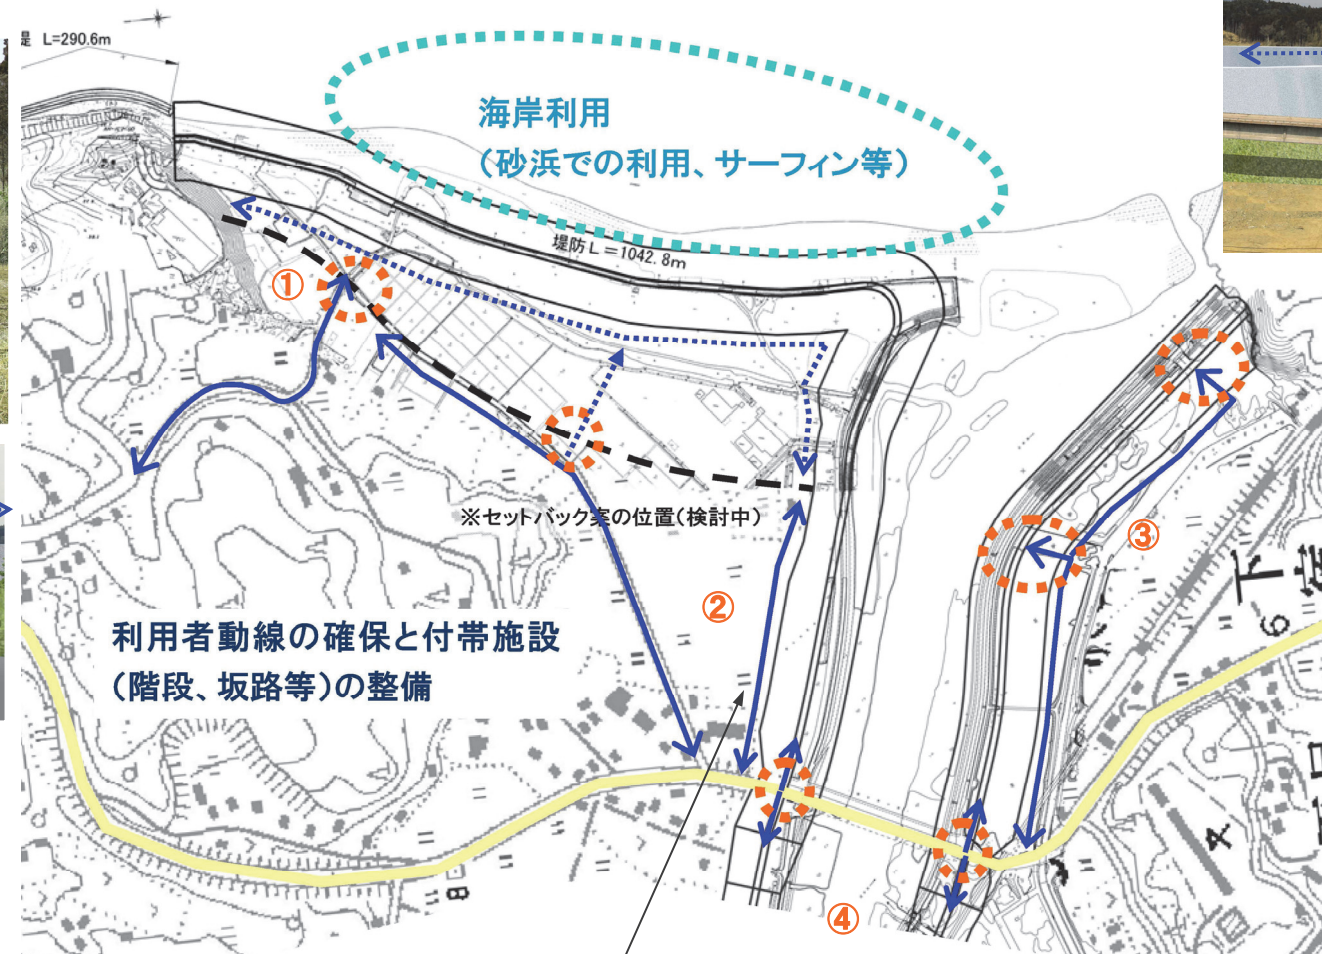 堤 L=290.6m
海岸利用
（砂浜での利用、サーフィン等）
堤防L=1042.8m
①
※セットバック案の位置（検討中）
③
②
利用者動線の確保と付帯施設
（階段、坂路等）の整備
④